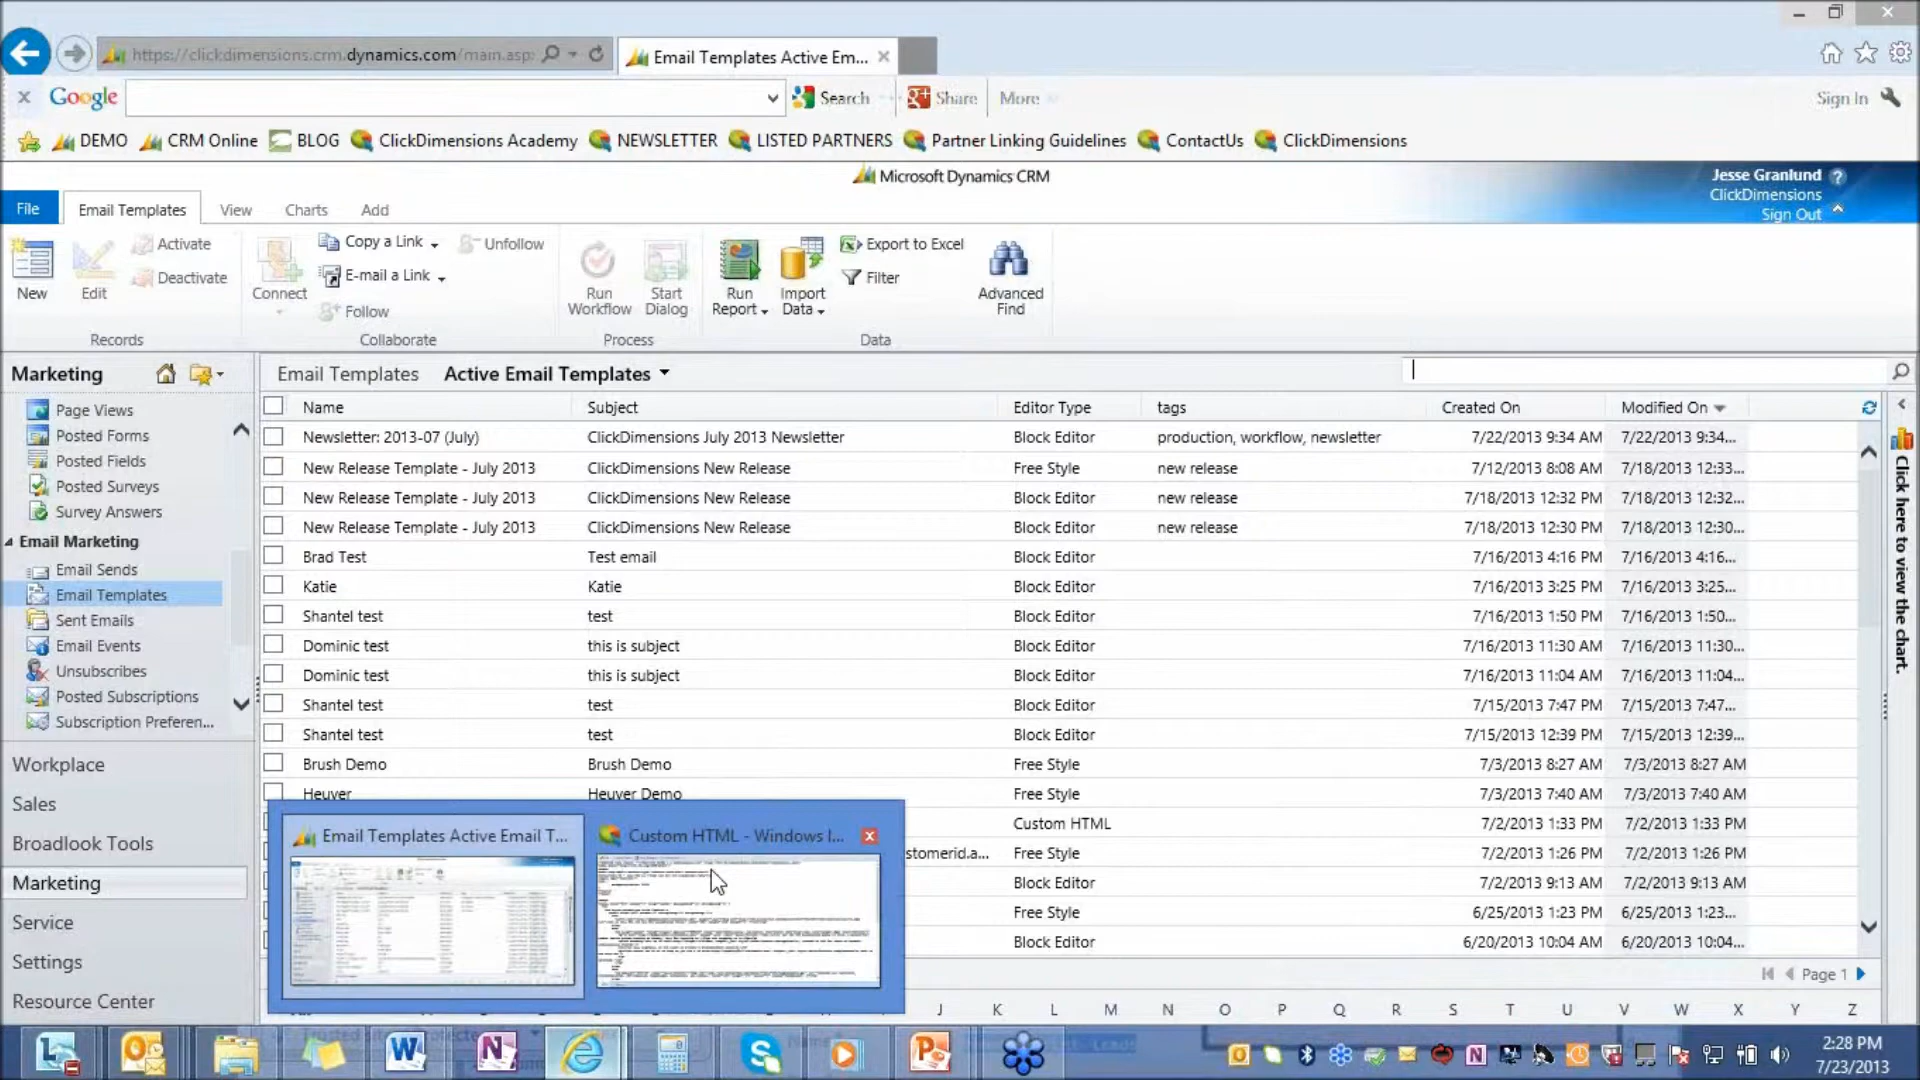 https://clickdimensions.crm.dynamics.com/main.asp
Email Templates Active Em...
Google
Search
Share
More
Sign In
DEMO
CRM Online
BLOG
ClickDimensions Academy
NEWSLETTER
LISTED PARTNERS
Partner Linking Guidelines
ContactUs
ClickDimensions
Microsoft Dynamics CRM
Jesse Granlund
ClickDimensions
Sign Out
File
Email Templates
View
Charts
Add
New
Edit
Activate
Deactivate
Records
Connect
Copy a Link
E-mail a Link
Follow
Unfollow
Collaborate
Run Workflow
Start Dialog
Process
Run Report
Import Data
Export to Excel
Filter
Advanced Find
Data
Marketing
Page Views
Posted Forms
Posted Fields
Posted Surveys
Survey Answers
Email Marketing
Email Sends
Email Templates
Sent Emails
Email Events
Unsubscribes
Posted Subscriptions
Subscription Preferen...
Workplace
Sales
Broadlook Tools
Marketing
Service
Settings
Resource Center
Email Templates Active Email Templates
Name Subject Editor Type tags Created On Modified On
Newsletter: 2013-07 (July) ClickDimensions July 2013 Newsletter Block Editor production, workflow, newsletter 7/22/2013 9:34 AM 7/22/2013 9:34...
New Release Template - July 2013 ClickDimensions New Release Free Style new release 7/12/2013 8:08 AM 7/18/2013 12:33...
New Release Template - July 2013 ClickDimensions New Release Block Editor new release 7/18/2013 12:32 PM 7/18/2013 12:32...
New Release Template - July 2013 ClickDimensions New Release Block Editor new release 7/18/2013 12:30 PM 7/18/2013 12:30...
Brad Test Test email Block Editor 7/16/2013 4:16 PM 7/16/2013 4:16...
Katie Katie Block Editor 7/16/2013 3:25 PM 7/16/2013 3:25...
Shantel test test Block Editor 7/16/2013 1:50 PM 7/16/2013 1:50...
Dominic test this is subject Block Editor 7/16/2013 11:30 AM 7/16/2013 11:30...
Dominic test this is subject Block Editor 7/16/2013 11:04 AM 7/16/2013 11:04...
Shantel test test Block Editor 7/15/2013 7:47 PM 7/15/2013 7:47...
Shantel test test Block Editor 7/15/2013 12:39 PM 7/15/2013 12:39...
Brush Demo Brush Demo Free Style 7/3/2013 8:27 AM 7/3/2013 8:27 AM
Heuver Heuver Demo Free Style 7/3/2013 7:40 AM 7/3/2013 7:40 AM
Custom HTML 7/2/2013 1:33 PM 7/2/2013 1:33 PM
stomerid.a... Free Style 7/2/2013 1:26 PM 7/2/2013 1:26 PM
Block Editor 7/2/2013 9:13 AM 7/2/2013 9:13 AM
Free Style 6/25/2013 1:23 PM 6/25/2013 1:23...
Block Editor 6/20/2013 10:04 AM 6/20/2013 10:04...
Click here to view the chart.
Email Templates Active Email T...
Custom HTML - Windows I...
Page 1
J K L M N O P Q R S T U V W X Y Z
2:28 PM
7/23/2013